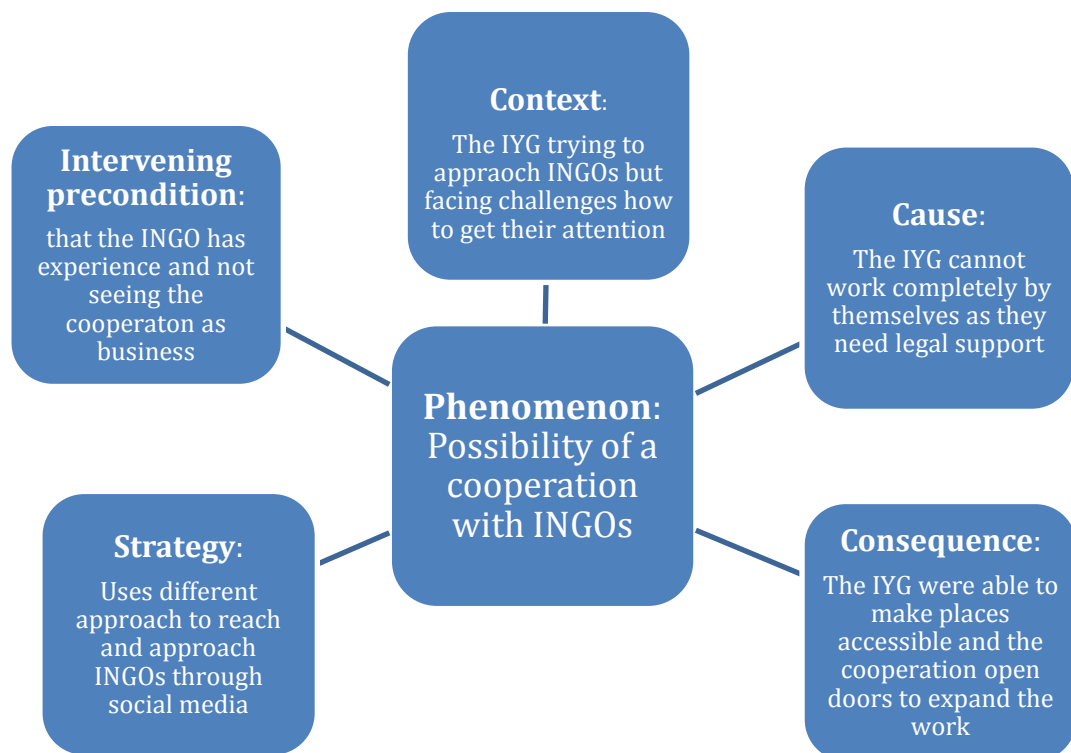 Context:
The IYG trying to
appraoch INGOs but
facing challenges how
to get their attention
Intervening
precondition:
that the INGO has
experience and not
seeing the
cooperaton as
business
Cause:
The IYG cannot
work completely by
themselves as they
need legal support
Phenomenon:
Possibility of a
cooperation
with INGOs
Strategy:
Uses different
approach to reach
and approach
INGOs through
social media
Consequence:
The IYG were able to
make places
accessible and the
cooperation open
doors to expand the
work